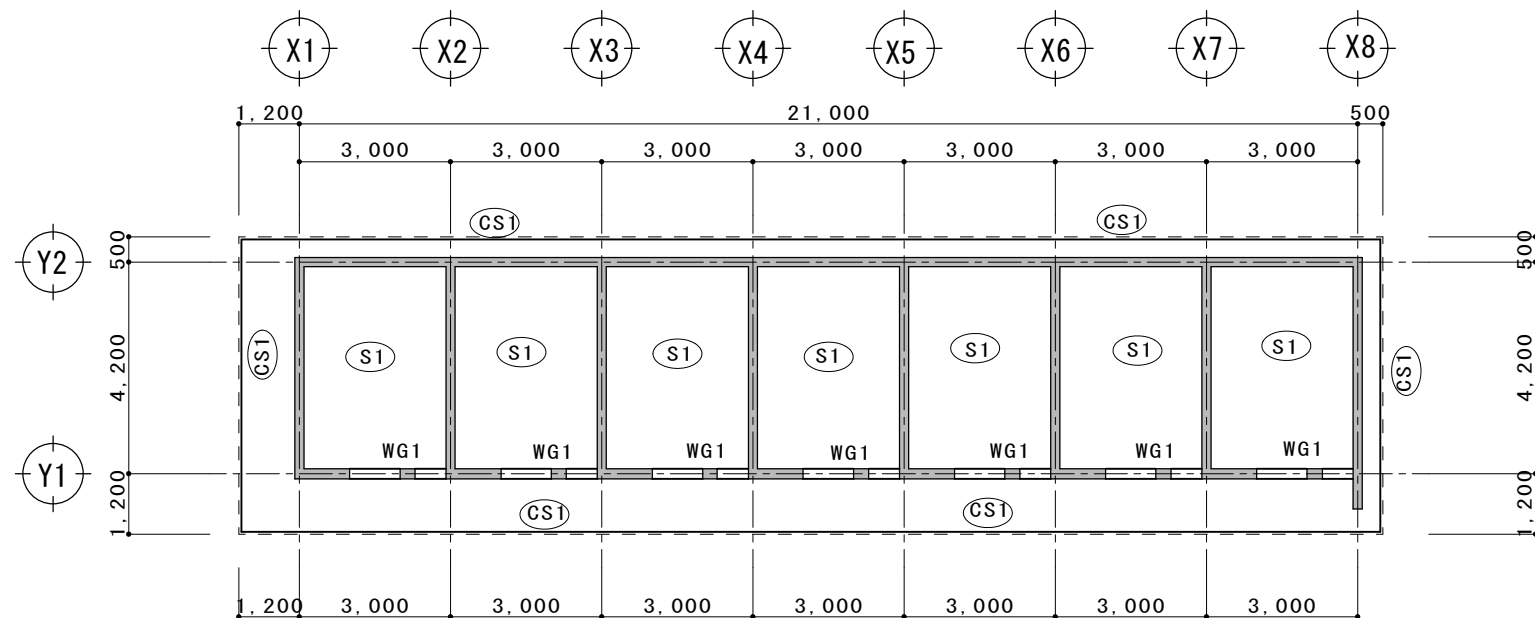 X1 X2 X3 X4 X5 X6 X7 X8
1,200 21,000 500
3,000 3,000 3,000 3,000 3,000 3,000 3,000
CS1 CS1
500 500
Y2
CS1 S1 S1 S1 S1 S1 S1 S1 CS1
4,200 4,200
WG1 WG1 WG1 WG1 WG1 WG1 WG1
Y1
1,200 CS1 CS1 1,200
1,200 3,000 3,000 3,000 3,000 3,000 3,000 3,000